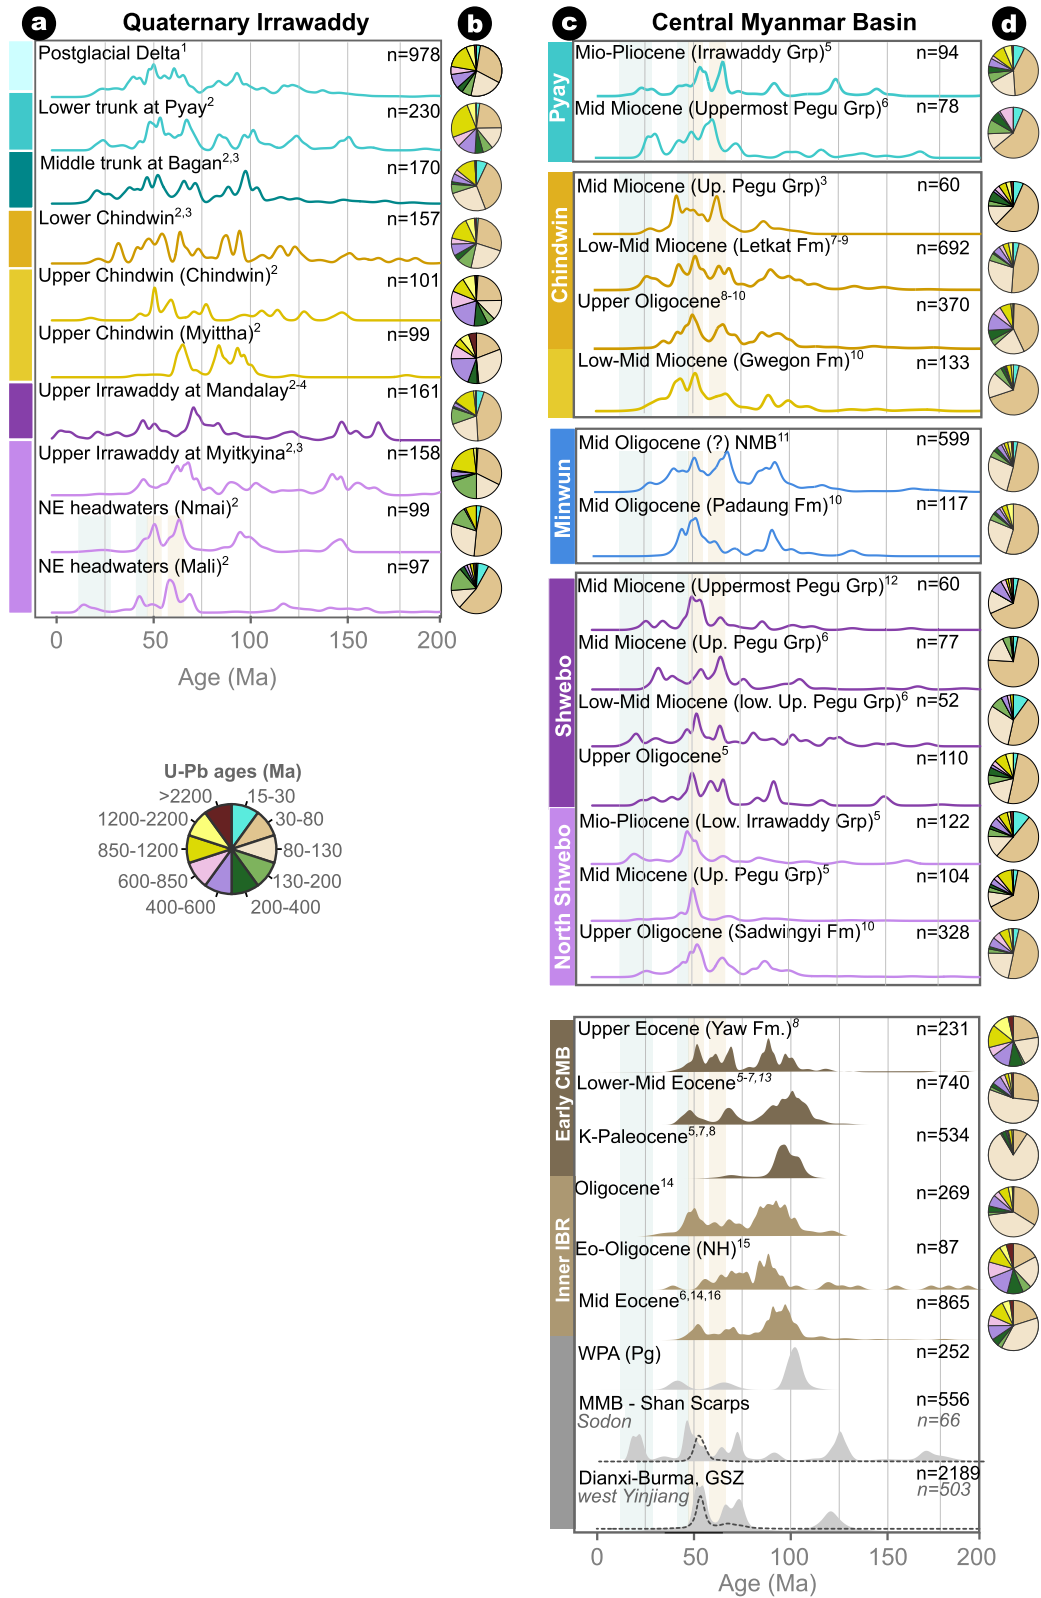 a Quaternary Irrawaddy b
Postglacial Delta1 n=978
Lower trunk at Pyay2 n=230
Middle trunk at Bagan2,3 n=170
Lower Chindwin2,3 n=157
Upper Chindwin (Chindwin)2 n=101
Upper Chindwin (Myittha)2 n=99
Upper Irrawaddy at Mandalay2-4 n=161
Upper Irrawaddy at Myitkyina2,3 n=158
NE headwaters (Nmai)2 n=99
NE headwaters (Mali)2 n=97
0 50 100 150 200
Age (Ma)
U-Pb ages (Ma)
>2200 15-30
1200-2200 30-80
850-1200 80-130
600-850 130-200
400-600 200-400
c Central Myanmar Basin d
Pyay
Mio-Pliocene (Irrawaddy Grp)5 n=94
Mid Miocene (Uppermost Pegu Grp)6 n=78
Chindwin
Mid Miocene (Up. Pegu Grp)3 n=60
Low-Mid Miocene (Letkat Fm)7-9 n=692
Upper Oligocene8-10 n=370
Low-Mid Miocene (Gwegon Fm)10 n=133
Minwun
Mid Oligocene (?) NMB11 n=599
Mid Oligocene (Padaung Fm)10 n=117
Shwebo
Mid Miocene (Uppermost Pegu Grp)12 n=60
Mid Miocene (Up. Pegu Grp)6 n=77
Low-Mid Miocene (low. Up. Pegu Grp)6 n=52
Upper Oligocene5 n=110
North Shwebo
Mio-Pliocene (Low. Irrawaddy Grp)5 n=122
Mid Miocene (Up. Pegu Grp)5 n=104
Upper Oligocene (Sadwingyi Fm)10 n=328
Early CMB
Upper Eocene (Yaw Fm.)8 n=231
Lower-Mid Eocene5-7,13 n=740
K-Paleocene5,7,8 n=534
Inner IBR
Oligocene14 n=269
Eo-Oligocene (NH)15 n=87
Mid Eocene6,14,16 n=865
WPA (Pg) n=252
MMB - Shan Scarps n=556
Sodon n=66
Dianxi-Burma, GSZ n=2189
west Yinjiang n=503
0 50 100 150 200
Age (Ma)